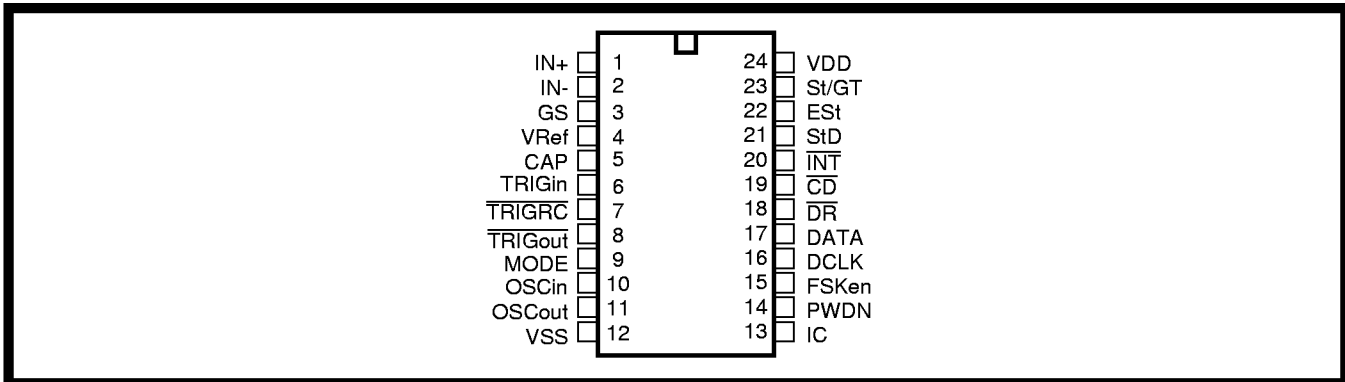 IN+ 1 24 VDD
IN- 2 23 St/GT
GS 3 22 ESt
VRef 4 21 StD
CAP 5 20 INT
TRIGin 6 19 CD
TRIGRC 7 18 DR
TRIGout 8 17 DATA
MODE 9 16 DCLK
OSCin 10 15 FSKen
OSCout 11 14 PWDN
VSS 12 13 IC